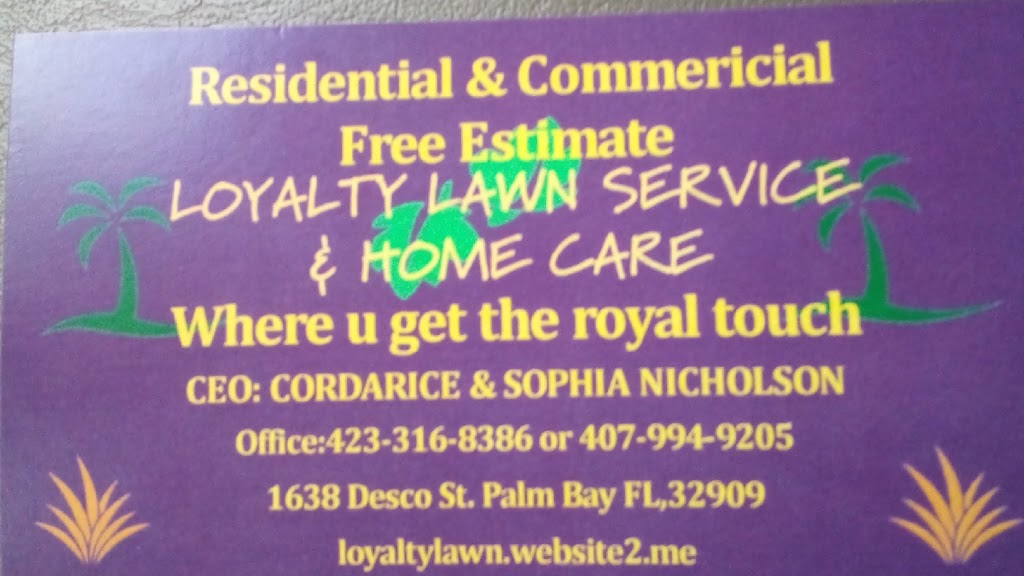 Residential & Commericial
Free Estimate
LOYALTY LAWN SERVICE
& HOME CARE
Where u get the royal touch
CEO: CORDARICE & SOPHIA NICHOLSON
Office:423-316-8386 or 407-994-9205
1638 Desco St. Palm Bay FL,32909
loyaltylawn.website2.me